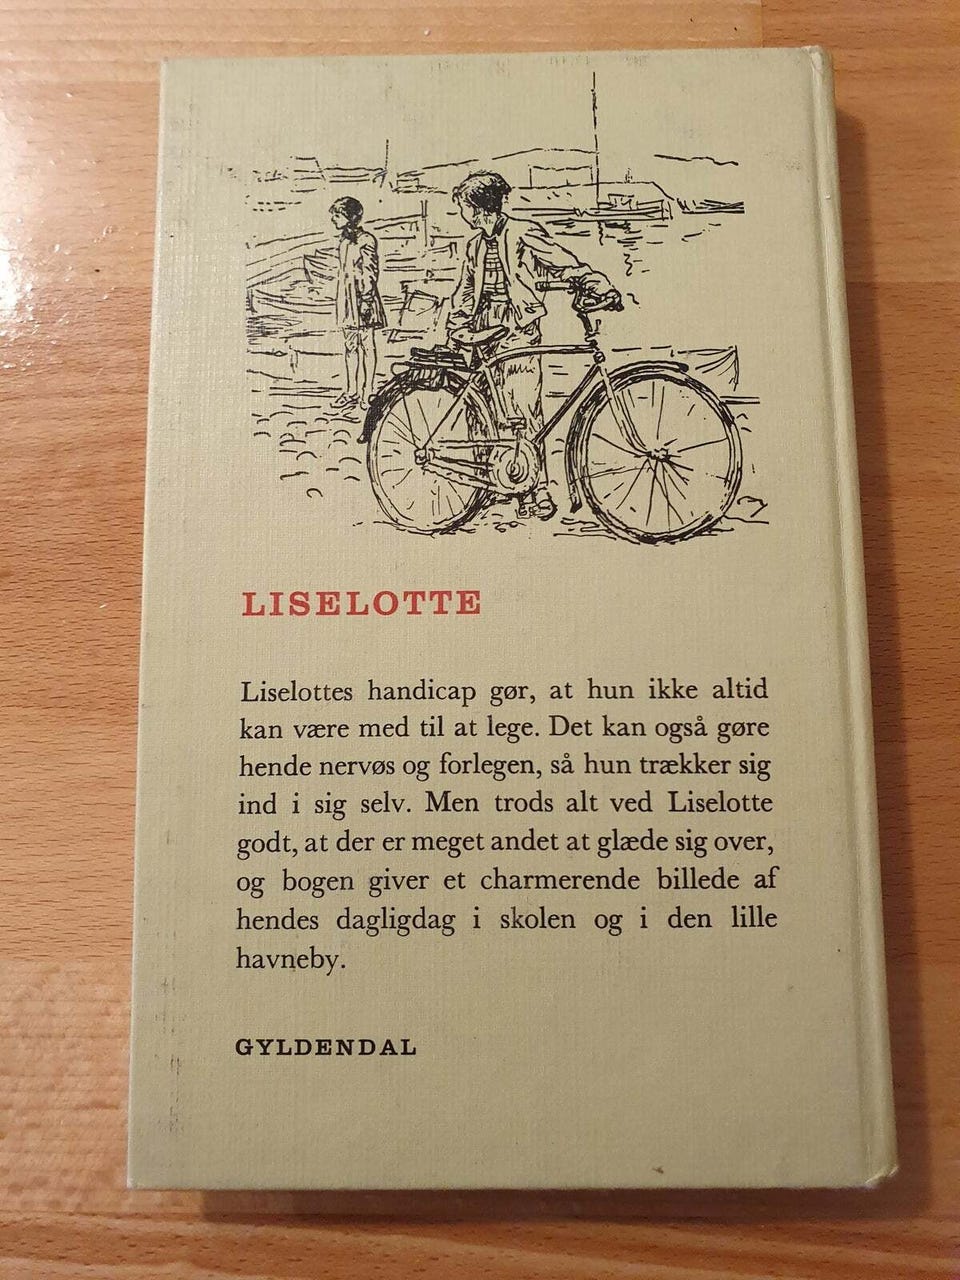 LISELOTTE
Liselottes handicap gør, at hun ikke altid
kan være med til at lege. Det kan også gøre
hende nervøs og forlegen, så hun trækker sig
ind i sig selv. Men trods alt ved Liselotte
godt, at der er meget andet at glæde sig over,
og bogen giver et charmerende billede af
hendes dagligdag i skolen og i den lille
havneby.
GYLDENDAL